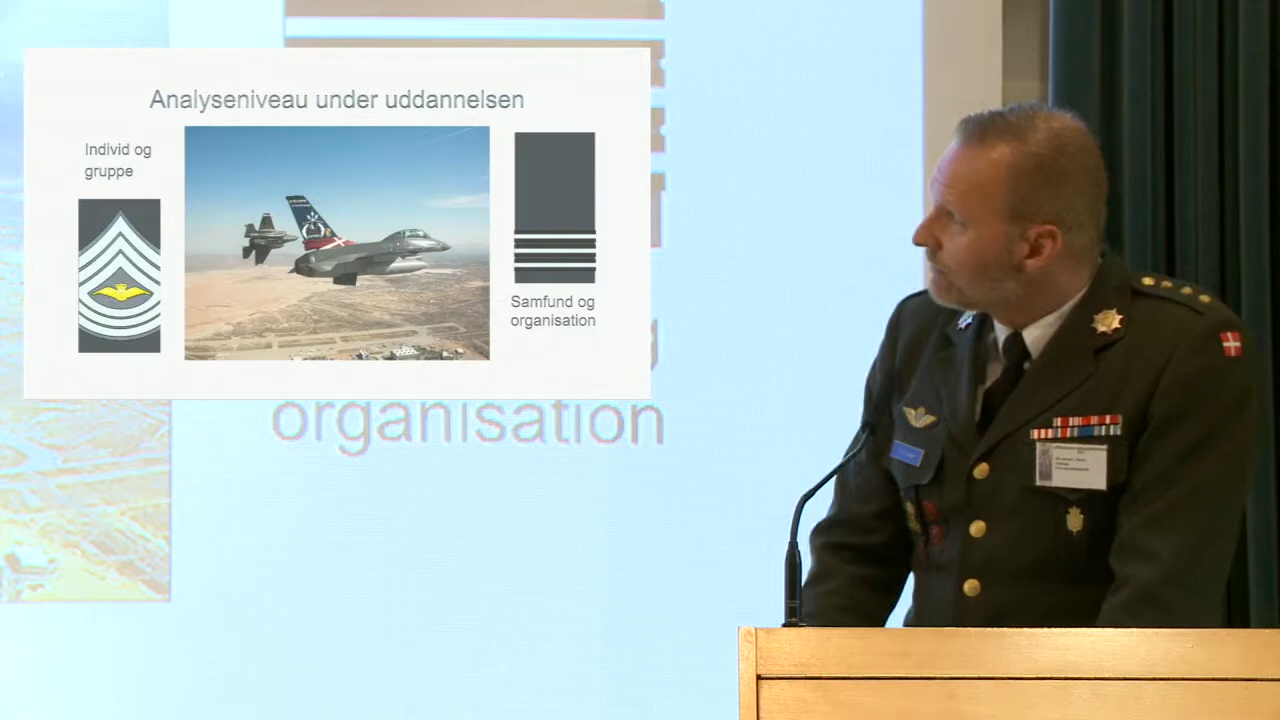 Analyseniveau under uddannelsen
Individ og
gruppe
Samfund og
organisation
organisation